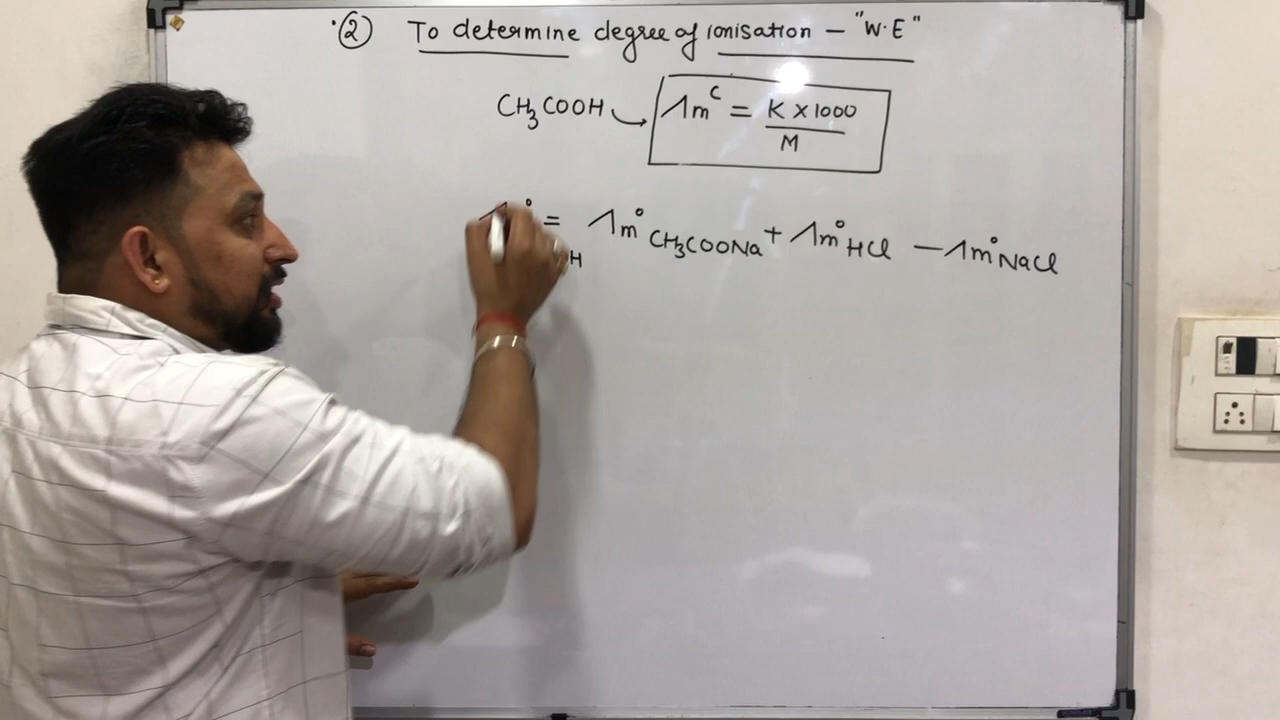 ② To determine degree of ionisation - "W.E"
CH₃COOH → Λm^c = K × 1000 / M
° = Λm° CH₃COONa + Λm° HCl - Λm° NaCl
H